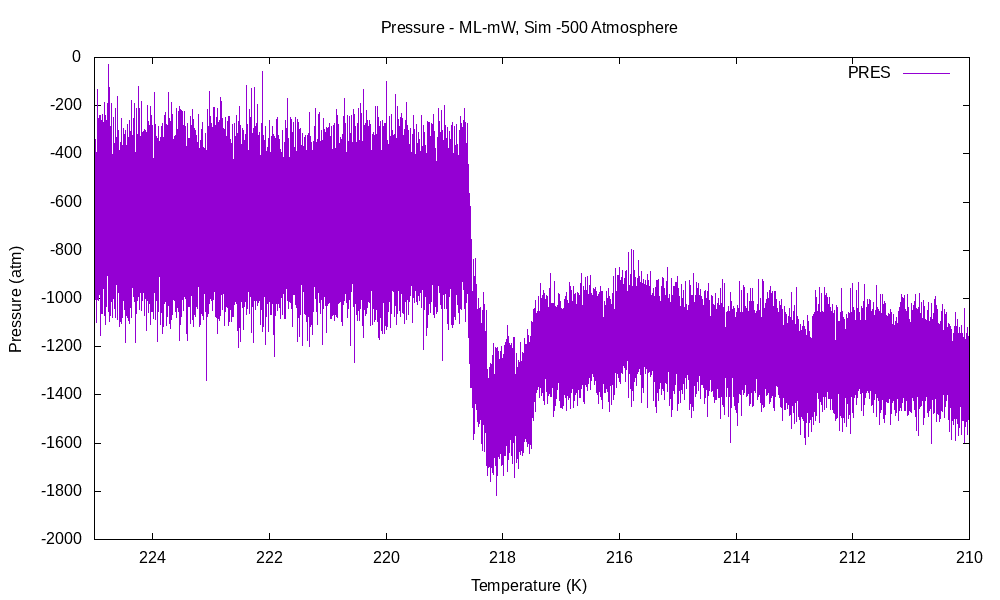 Pressure - ML-mW, Sim -500 Atmosphere
PRES
0
-200
-400
-600
-800
-1000
-1200
-1400
-1600
-1800
-2000
Pressure (atm)
224 222 220 218 216 214 212 210
Temperature (K)